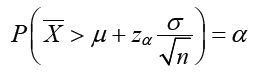 P(X̅ > μ + z_α σ/√n) = α